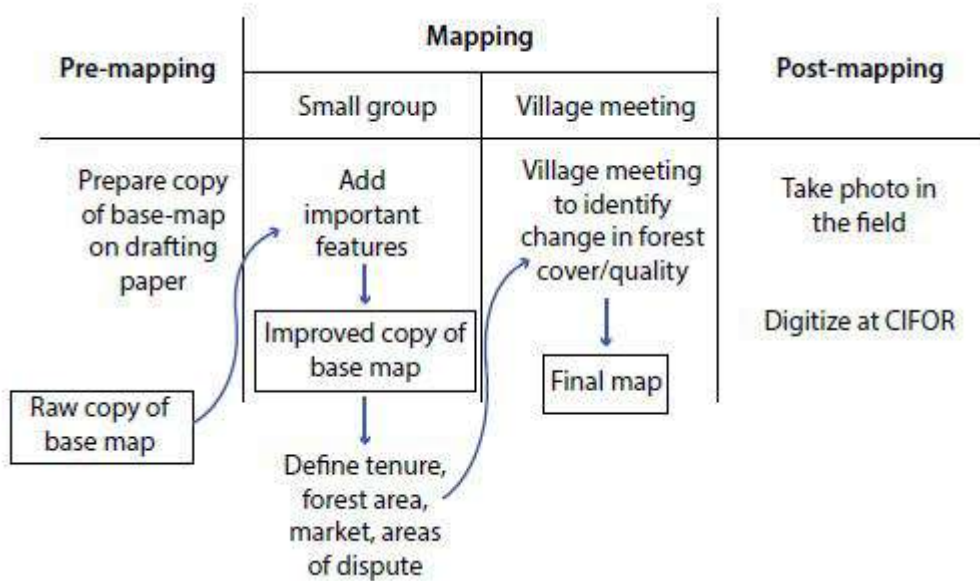 Pre-mapping
Mapping
Post-mapping
Small group
Village meeting
Prepare copy
of base-map
on drafting
paper
Raw copy of
base map
Add
important
features
Improved copy of
base map
Define tenure,
forest area,
market, areas
of dispute
Village meeting
to identify
change in forest
cover/quality
Final map
Take photo in
the field
Digitize at CIFOR